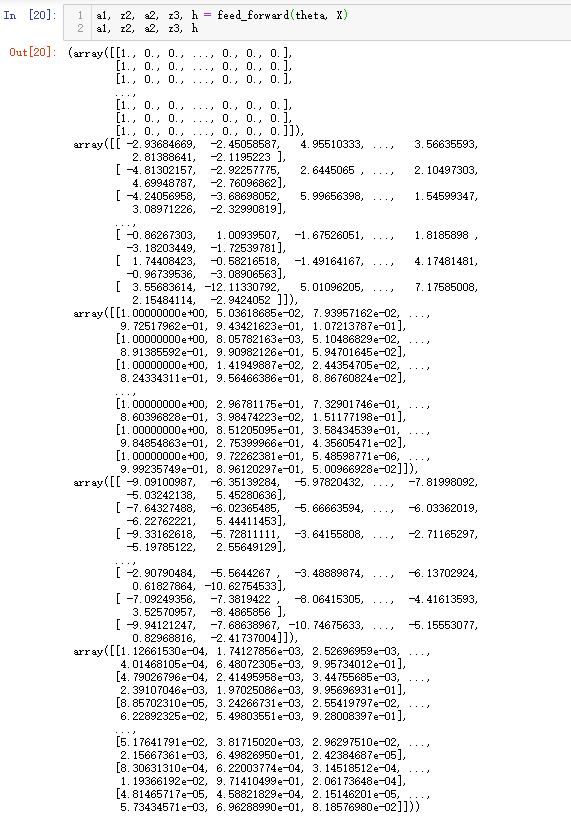 In [20]: 1 a1, z2, a2, z3, h = feed_forward(theta, X)
2 a1, z2, a2, z3, h
Out[20]: (array([[1., 0., 0., ..., 0., 0., 0.],
[1., 0., 0., ..., 0., 0., 0.],
[1., 0., 0., ..., 0., 0., 0.],
...,
[1., 0., 0., ..., 0., 0., 0.],
[1., 0., 0., ..., 0., 0., 0.],
[1., 0., 0., ..., 0., 0., 0.]]),
array([[ -2.93684669, -2.45058587, 4.95510333, ..., 3.56635593,
2.81388641, -2.1195223 ],
[ -4.81302157, -2.92257775, 2.6445065 , ..., 2.10497303,
4.69948787, -2.76096862],
[ -4.24056958, -3.68698052, 5.99656398, ..., 1.54599347,
3.08971226, -2.32990819],
...,
[ -0.86267303, 1.00939507, -1.67526051, ..., 1.8185898 ,
-3.18203449, -1.72539781],
[ 1.74408423, -0.58216518, -1.49164167, ..., 4.17481481,
-0.96739536, -3.08906563],
[ 3.55683614, -12.11330792, 5.01096205, ..., 7.17585008,
2.15484114, -2.9424052 ]]),
array([[1.00000000e+00, 5.03618685e-02, 7.93957162e-02, ...,
9.72517962e-01, 9.43421623e-01, 1.07213787e-01],
[1.00000000e+00, 8.05782163e-03, 5.10486829e-02, ...,
8.91385592e-01, 9.90982126e-01, 5.94701645e-02],
[1.00000000e+00, 1.41949887e-02, 2.44354705e-02, ...,
8.24334311e-01, 9.56466386e-01, 8.86760824e-02],
...,
[1.00000000e+00, 2.96781175e-01, 7.32901746e-01, ...,
8.60396828e-01, 3.98474223e-02, 1.51177198e-01],
[1.00000000e+00, 8.51205095e-01, 3.58434539e-01, ...,
9.84854863e-01, 2.75399966e-01, 4.35605471e-02],
[1.00000000e+00, 9.72262381e-01, 5.48598771e-06, ...,
9.99235749e-01, 8.96120297e-01, 5.00966928e-02]]),
array([[ -9.09100987, -6.35139284, -5.97820432, ..., -7.81998092,
-5.03242138, 5.45280636],
[ -7.64327488, -6.02365485, -5.66663594, ..., -6.03362019,
-6.22762221, 5.44411453],
[ -9.33162618, -5.72811111, -3.64155808, ..., -2.71165297,
-5.19785122, 2.55649129],
...,
[ -2.90790484, -5.5644267 , -3.48889874, ..., -6.13702924,
0.61827864, -10.62754533],
[ -7.09249356, -7.3819422 , -8.06415305, ..., -4.41613593,
3.52570957, -8.4865856 ],
[ -9.94121247, -7.68638967, -10.74675633, ..., -5.15553077,
0.82968816, -2.41737004]]),
array([[1.12661530e-04, 1.74127856e-03, 2.52696959e-03, ...,
4.01468105e-04, 6.48072305e-03, 9.95734012e-01],
[4.79026796e-04, 2.41495958e-03, 3.44755685e-03, ...,
2.39107046e-03, 1.97025086e-03, 9.95696931e-01],
[8.85702310e-05, 3.24266731e-03, 2.55419797e-02, ...,
6.22892325e-02, 5.49803551e-03, 9.28008397e-01],
...,
[5.17641791e-02, 3.81715020e-03, 2.96297510e-02, ...,
2.15667361e-03, 6.49826950e-01, 2.42384687e-05],
[8.30631310e-04, 6.22003774e-04, 3.14518512e-04, ...,
1.19366192e-02, 9.71410499e-01, 2.06173648e-04],
[4.81465717e-05, 4.58821829e-04, 2.15146201e-05, ...,
5.73434571e-03, 6.96288990e-01, 8.18576980e-02]]))